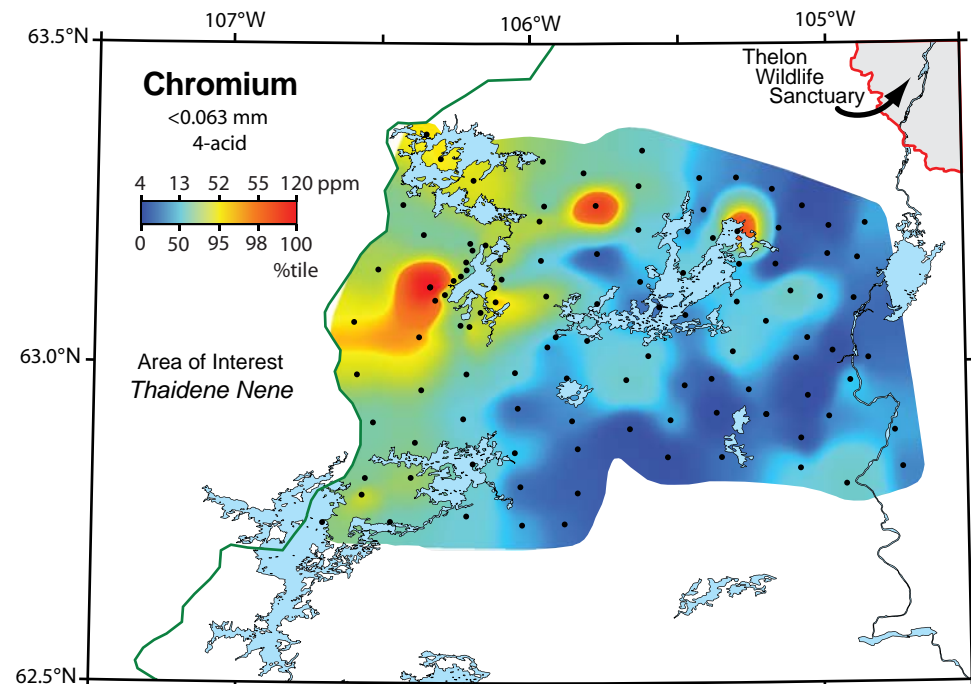 107°W 106°W 105°W
63.5°N
Thelon
Wildlife
Sanctuary
Chromium
<0.063 mm
4-acid
4 13 52 55 120 ppm
0 50 95 98 100
%tile
63.0°N
Area of Interest
Thaidene Nene
62.5°N